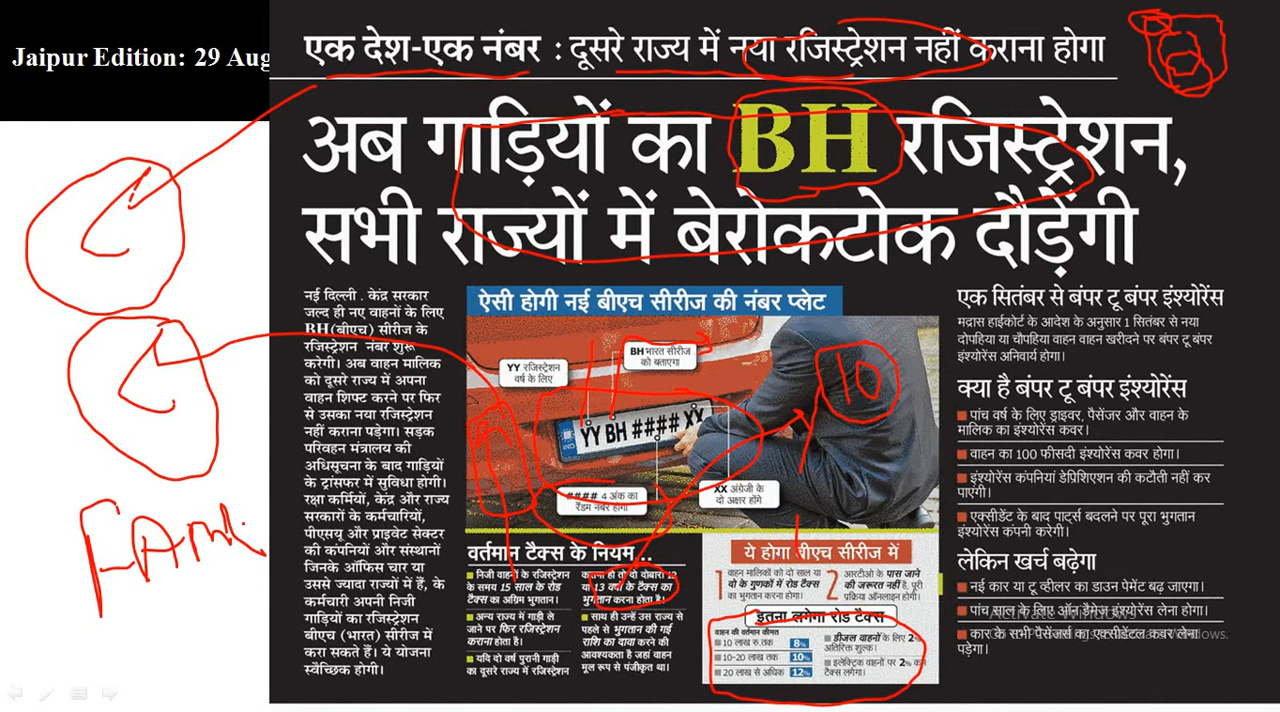 Jaipur Edition: 29 Aug
एक देश-एक नंबर : दूसरे राज्य में नया रजिस्ट्रेशन नहीं कराना होगा
अब गाड़ियों का BH रजिस्ट्रेशन,
सभी राज्यों में बेरोकटोक दौड़ेंगी
नई दिल्ली . केंद्र सरकार
जल्द ही नए वाहनों के लिए
BH (बीएच) सीरीज के
रजिस्ट्रेशन नंबर शुरू
करेगी। अब वाहन मालिक
को दूसरे राज्य में अपना
वाहन शिफ्ट करने पर फिर
से उसका नया रजिस्ट्रेशन
नहीं कराना पड़ेगा। सड़क
परिवहन मंत्रालय की
अधिसूचना के बाद गाड़ियों
के ट्रांसफर में सुविधा होगी।
रक्षा कर्मियों, केंद्र और राज्य
सरकारों के कर्मचारियों,
पीएसयू और प्राइवेट सेक्टर
की कंपनियों और संस्थानों
जिनके ऑफिस चार या
उससे ज्यादा राज्यों में हैं, के
कर्मचारी अपनी निजी
गाड़ियों का रजिस्ट्रेशन
बीएच (भारत) सीरीज में
करा सकते हैं। ये योजना
स्वैच्छिक होगी।
ऐसी होगी नई बीएच सीरीज की नंबर प्लेट
YY रजिस्ट्रेशन
वर्ष के लिए
BH भारत सीरीज
को बताएगा
YY BH #### XX
#### 4 अंक का
रेंडम नंबर होगा
XX अंग्रेजी के
दो अक्षर होंगे
10
वर्तमान टैक्स के नियम...
निजी वाहनों के रजिस्ट्रेशन
के समय 15 साल के रोड
टैक्स का अग्रिम भुगतान।
अन्य राज्य में गाड़ी ले
जाने पर फिर रजिस्ट्रेशन
कराना होता है।
यदि दो वर्ष पुरानी गाड़ी
का दूसरे राज्य में रजिस्ट्रेशन
कराना हो तो दो दोबारा
या 13 वर्षों के टैक्स का
भुगतान करना होता है।
साथ ही उन्हें उस राज्य से
पहले से भुगतान की गई
राशि का दावा करने की
आवश्यकता है जहां वाहन
मूल रूप से पंजीकृत था।
ये होगा बीएच सीरीज में
1 वाहन मालिकों को दो साल या
दो के गुणकों में रोड टैक्स
का भुगतान करना होगा।
2 आरटीओ के पास जाने
की जरूरत नहीं है, पूरी
प्रक्रिया ऑनलाइन होगी।
इतना लगेगा रोड टैक्स
वाहन की वर्तमान कीमत
10 लाख रु. तक 8%
10-20 लाख तक 10%
20 लाख से अधिक 12%
डीजल वाहनों के लिए 2%
अतिरिक्त शुल्क।
इलेक्ट्रिक वाहनों पर 2% कम
टैक्स लगेगा।
एक सितंबर से बंपर टू बंपर इंश्योरेंस
मद्रास हाईकोर्ट के आदेश के अनुसार 1 सितंबर से नया
दोपहिया या चौपहिया वाहन वाहन खरीदने पर बंपर टू बंपर
इंश्योरेंस अनिवार्य होगा।
क्या है बंपर टू बंपर इंश्योरेंस
पांच वर्ष के लिए ड्राइवर, पैसेंजर और वाहन के
मालिक का इंश्योरेंस कवर।
वाहन का 100 फीसदी इंश्योरेंस कवर होगा।
इंश्योरेंस कंपनियां डेप्रिशिएशन की कटौती नहीं कर
पाएंगी।
एक्सीडेंट के बाद पार्ट्स बदलने पर पूरा भुगतान
इंश्योरेंस कंपनी करेगी।
लेकिन खर्च बढ़ेगा
नई कार या टू व्हीलर का डाउन पेमेंट बढ़ जाएगा।
पांच साल के लिए ऑन डैमेज इंश्योरेंस लेना होगा।
कार के सभी पैसेंजर्स का एक्सीडेंटल कवर लेना
पड़ेगा।
Activate Windows